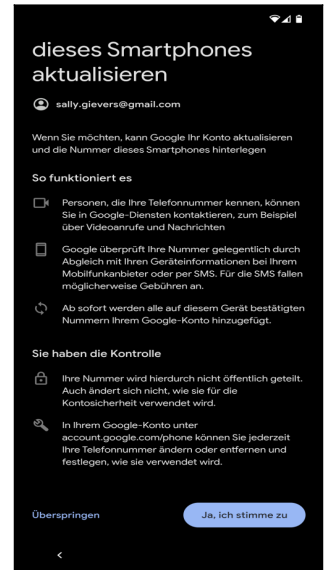 dieses Smartphones
aktualisieren
sally.gievers@gmail.com
Wenn Sie möchten, kann Google Ihr Konto aktualisieren
und die Nummer dieses Smartphones hinterlegen
So funktioniert es
Personen, die Ihre Telefonnummer kennen, können
Sie in Google-Diensten kontaktieren, zum Beispiel
über Videoanrufe und Nachrichten
Google überprüft Ihre Nummer gelegentlich durch
Abgleich mit Ihren Geräteinformationen bei Ihrem
Mobilfunkanbieter oder per SMS. Für die SMS fallen
möglicherweise Gebühren an.
Ab sofort werden alle auf diesem Gerät bestätigten
Nummern Ihrem Google-Konto hinzugefügt.
Sie haben die Kontrolle
Ihre Nummer wird hierdurch nicht öffentlich geteilt.
Auch ändert sich nicht, wie sie für die
Kontosicherheit verwendet wird.
In Ihrem Google-Konto unter
account.google.com/phone können Sie jederzeit
Ihre Telefonnummer ändern oder entfernen und
festlegen, wie sie verwendet wird.
Überspringen
Ja, ich stimme zu